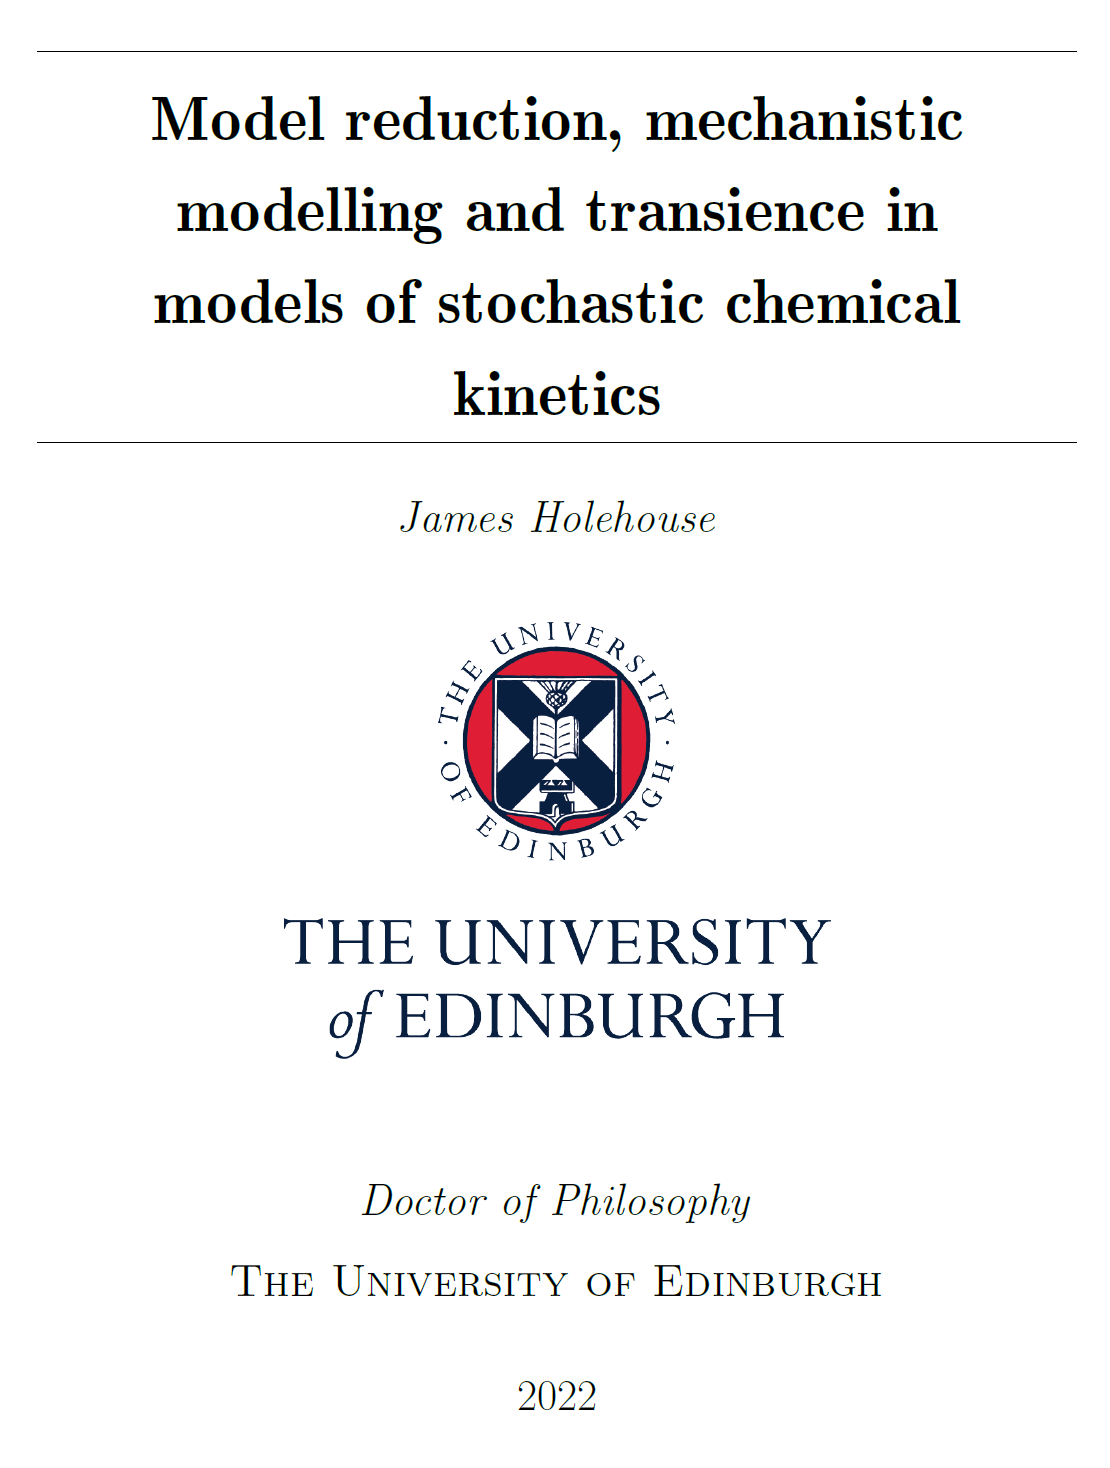 Model reduction, mechanistic
modelling and transience in
models of stochastic chemical
kinetics
James Holehouse
· THE UNIVERSITY ·
OF EDINBURGH
THE UNIVERSITY
of EDINBURGH
Doctor of Philosophy
The University of Edinburgh
2022